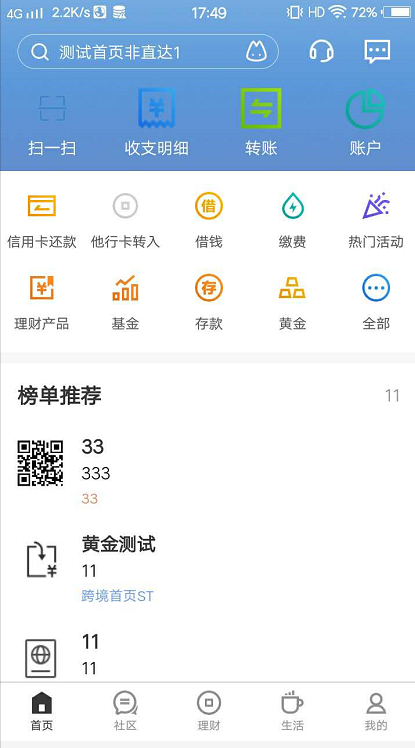 4G 2.2K/s 17:49 HD 72%
测试首页非直达1
扫一扫 收支明细 转账 账户
信用卡还款 他行卡转入 借钱 缴费 热门活动
理财产品 基金 存款 黄金 全部
榜单推荐 11
33
333
33
黄金测试
11
跨境首页ST
11
11
首页 社区 理财 生活 我的